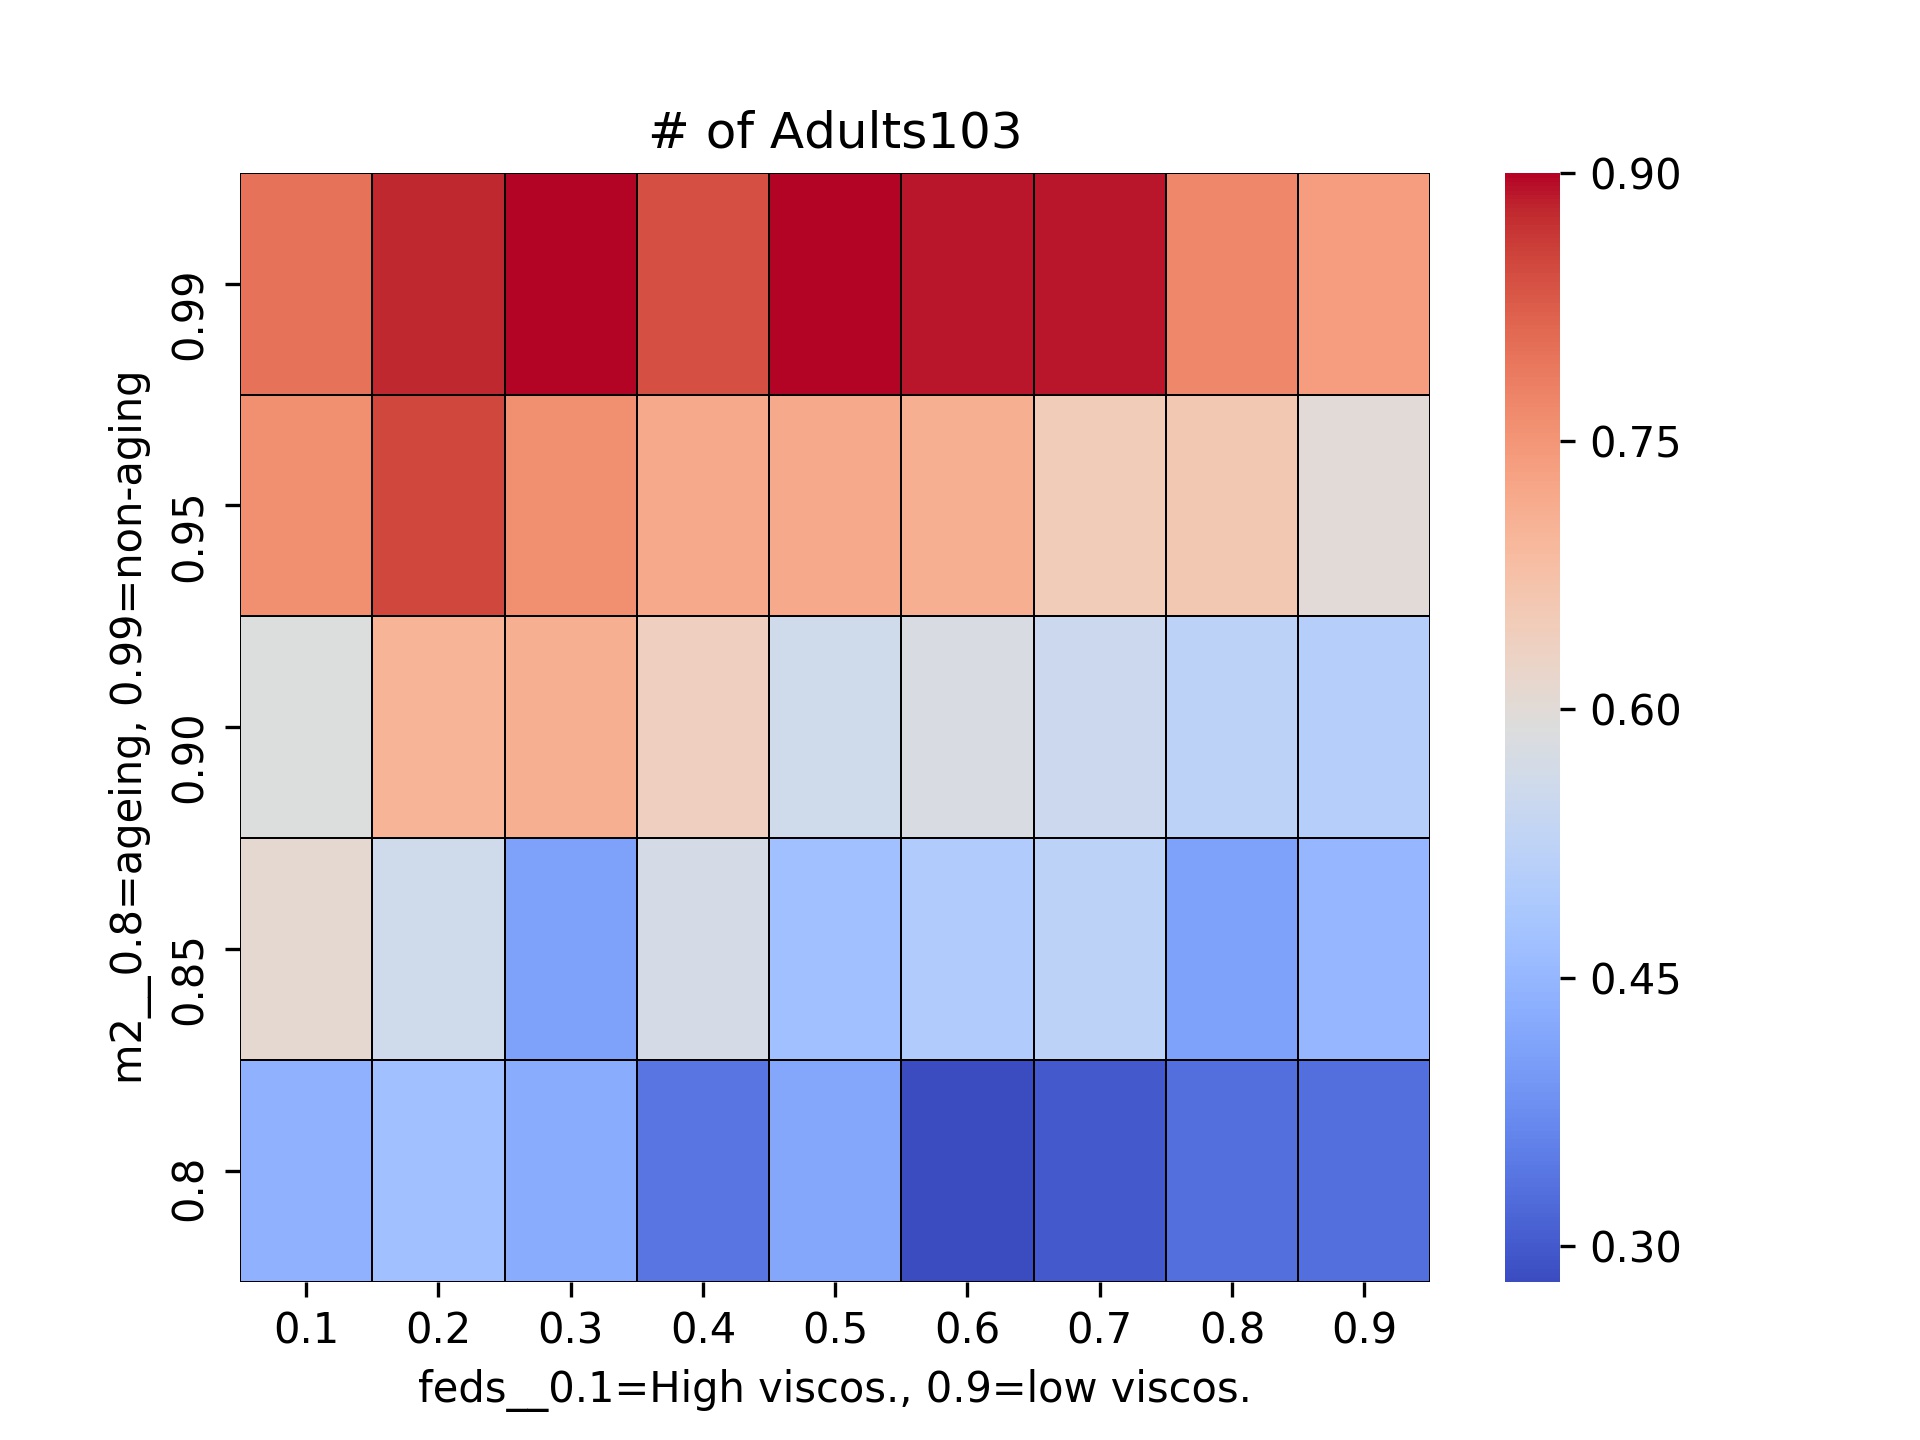 # of Adults103
m2__0.8=ageing, 0.99=non-aging
0.99
0.95
0.90
0.85
0.8
0.1 0.2 0.3 0.4 0.5 0.6 0.7 0.8 0.9
feds__0.1=High viscos., 0.9=low viscos.
0.90
0.75
0.60
0.45
0.30